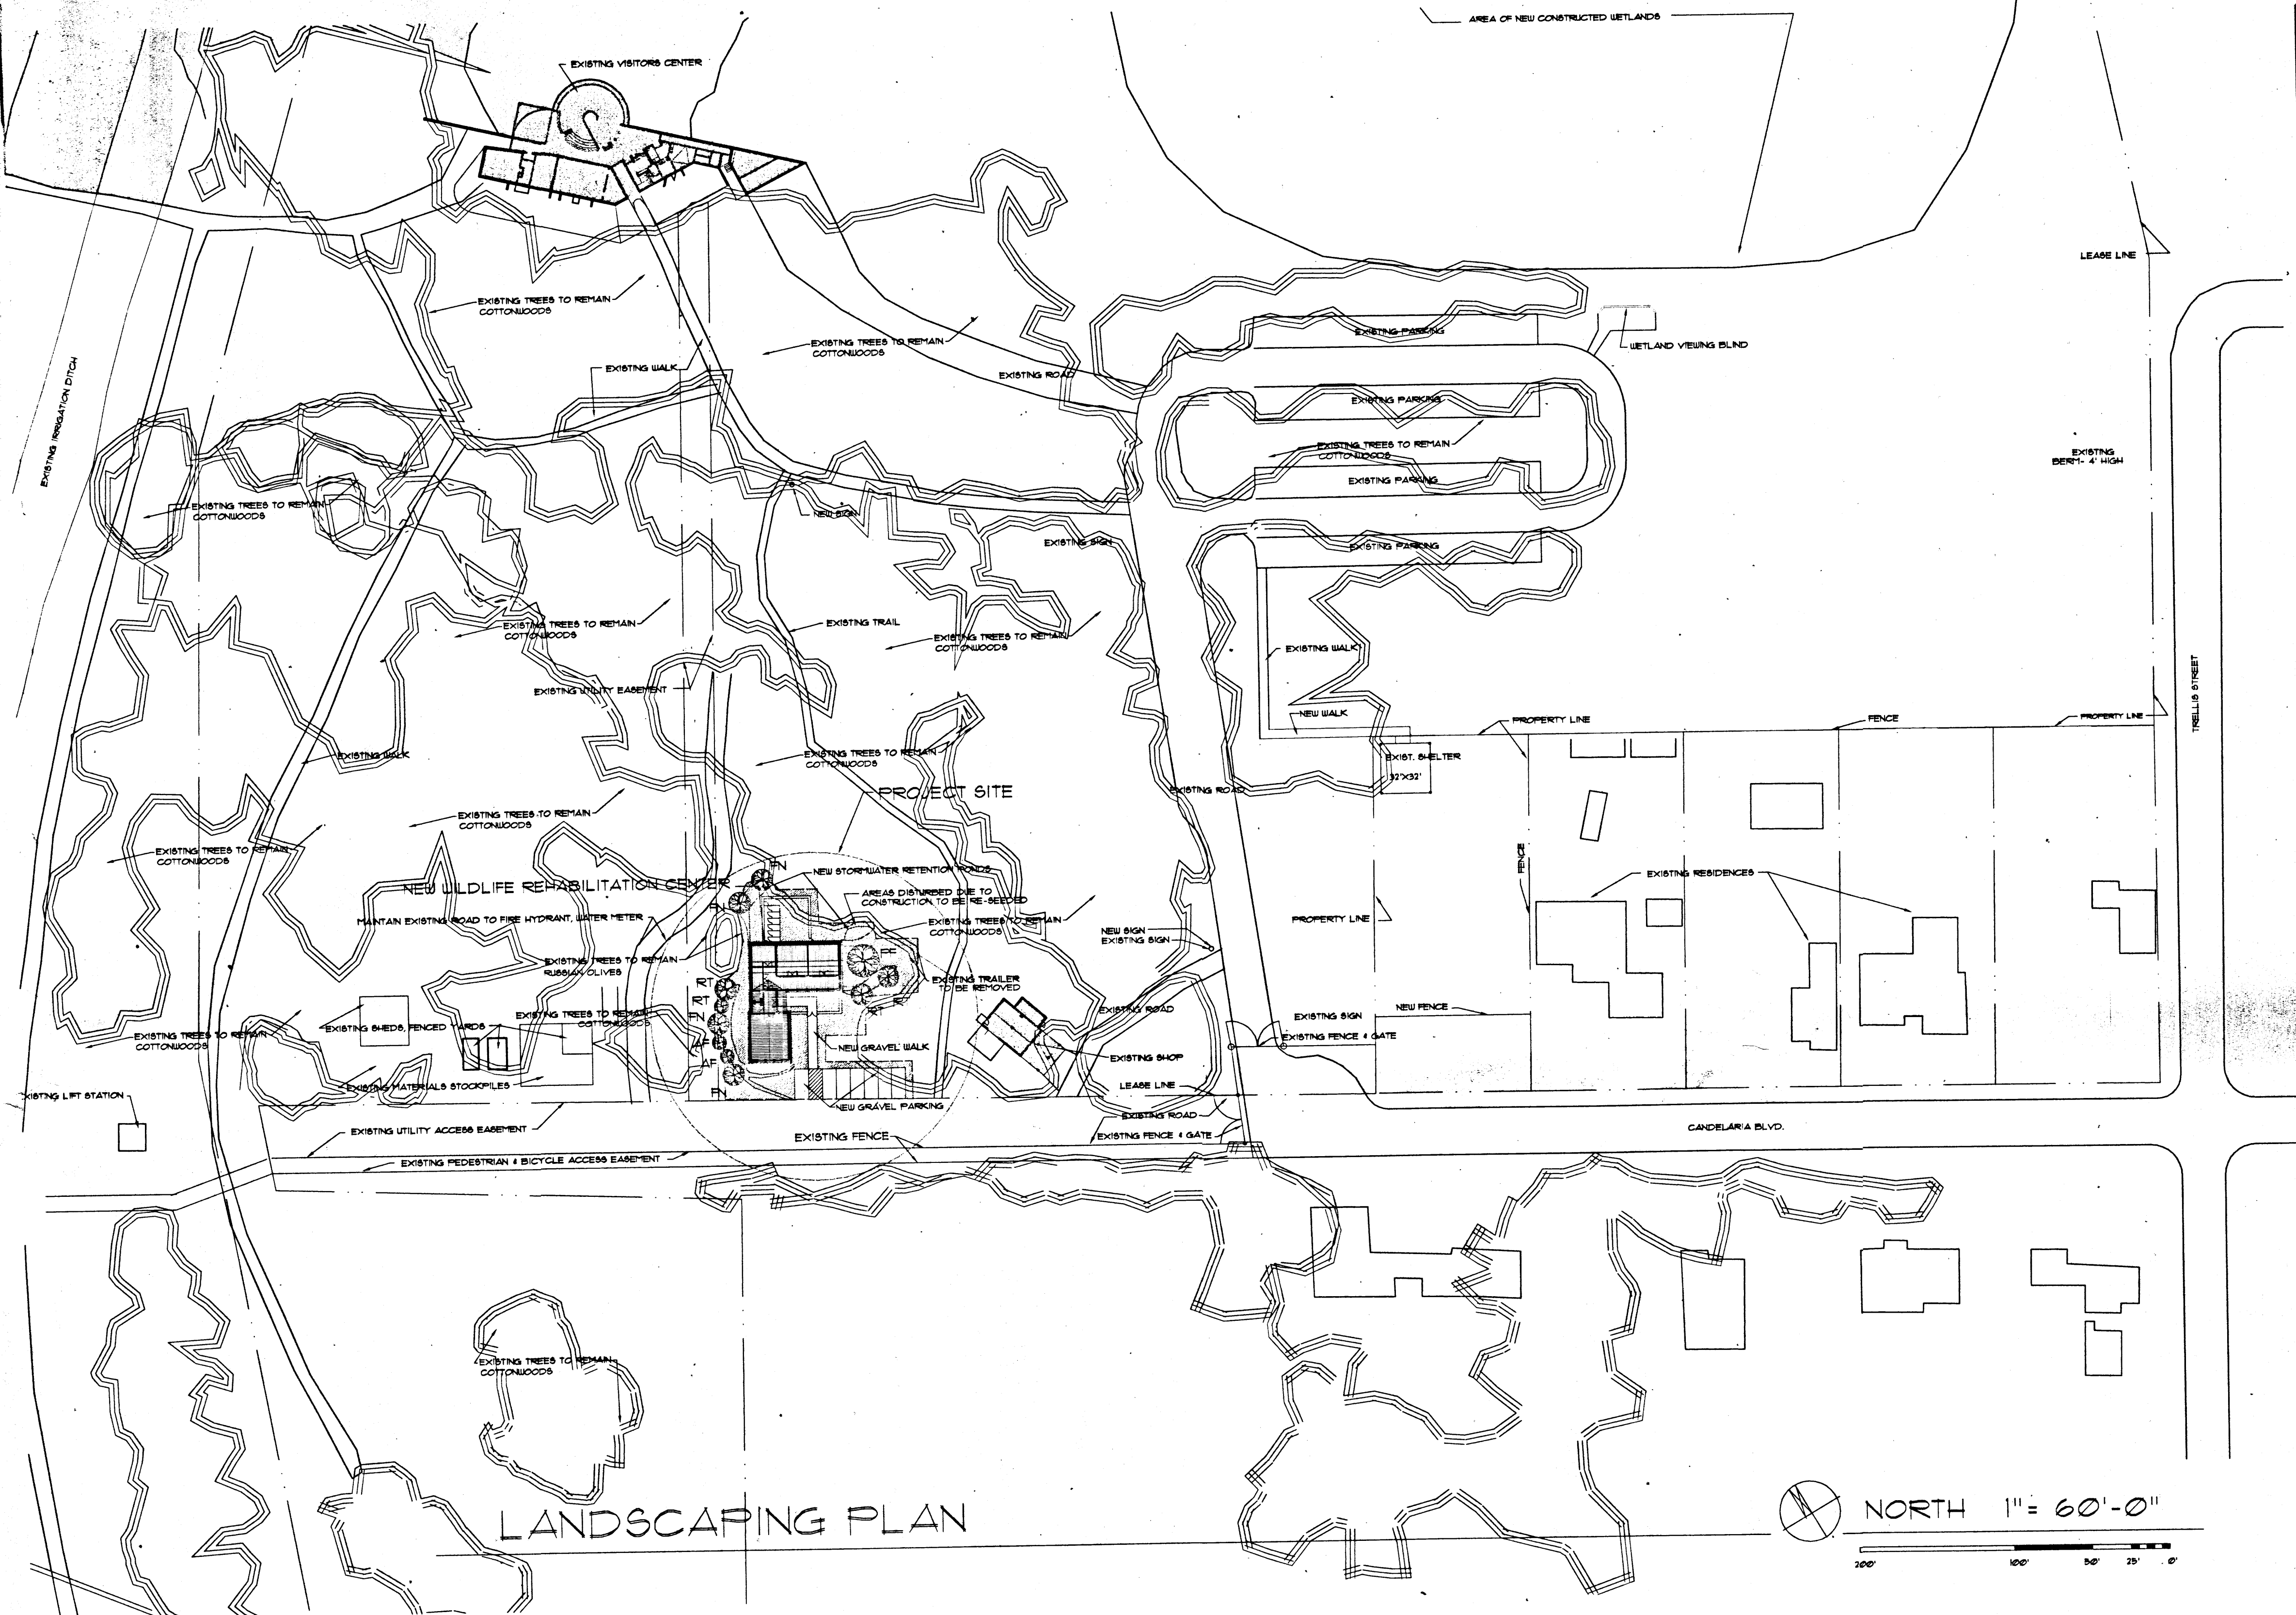 AREA OF NEW CONSTRUCTED WETLANDS
EXISTING VISITORS CENTER
LEASE LINE
EXISTING TREES TO REMAIN
COTTONWOODS
EXISTING PARKING
WETLAND VIEWING BLIND
EXISTING TREES TO REMAIN
COTTONWOODS
EXISTING WALK
EXISTING ROAD
EXISTING IRRIGATION DITCH
EXISTING PARKING
EXISTING TREES TO REMAIN
COTTONWOODS
EXISTING
BERM- 4' HIGH
EXISTING PARKING
EXISTING TREES TO REMAIN
COTTONWOODS
NEW SIGN
EXISTING SIGN
EXISTING PARKING
EXISTING TREES TO REMAIN
COTTONWOODS
EXISTING TRAIL
EXISTING TREES TO REMAIN
COTTONWOODS
EXISTING WALK
EXISTING UTILITY EASEMENT
TRELLIS STREET
NEW WALK
PROPERTY LINE
FENCE
PROPERTY LINE
EXISTING WALK
EXISTING TREES TO REMAIN
COTTONWOODS
EXIST. SHELTER
32'X32'
PROJECT SITE
EXISTING ROAD
EXISTING TREES TO REMAIN
COTTONWOODS
EXISTING TREES TO REMAIN
COTTONWOODS
FENCE
FN
NEW STORMWATER RETENTION PONDS
EXISTING RESIDENCES
NEW WILDLIFE REHABILITATION CENTER
AREAS DISTURBED DUE TO
CONSTRUCTION TO BE RE-SEEDED
FN
MAINTAIN EXISTING ROAD TO FIRE HYDRANT, WATER METER
EXISTING TREES TO REMAIN
COTTONWOODS
PROPERTY LINE
NEW SIGN
EXISTING SIGN
EXISTING TREES TO REMAIN
RUSSIAN OLIVES
EXISTING TRAILER
TO BE REMOVED
RT
RT
RT
FN
EXISTING ROAD
NEW FENCE
EXISTING SIGN
EXISTING TREES TO REMAIN
COTTONWOODS
EXISTING SHEDS, FENCED YARDS
EXISTING TREES TO REMAIN
COTTONWOODS
EXISTING FENCE & GATE
AF
NEW GRAVEL WALK
EXISTING SHOP
AF
EXISTING MATERIALS STOCKPILES
LEASE LINE
FN
EXISTING LIFT STATION
NEW GRAVEL PARKING
EXISTING ROAD
EXISTING UTILITY ACCESS EASEMENT
EXISTING FENCE
EXISTING FENCE & GATE
CANDELARIA BLVD.
EXISTING PEDESTRIAN & BICYCLE ACCESS EASEMENT
EXISTING TREES TO REMAIN
COTTONWOODS
LANDSCAPING PLAN
NORTH 1"= 60'-0"
200' 100' 50' 25' 0'